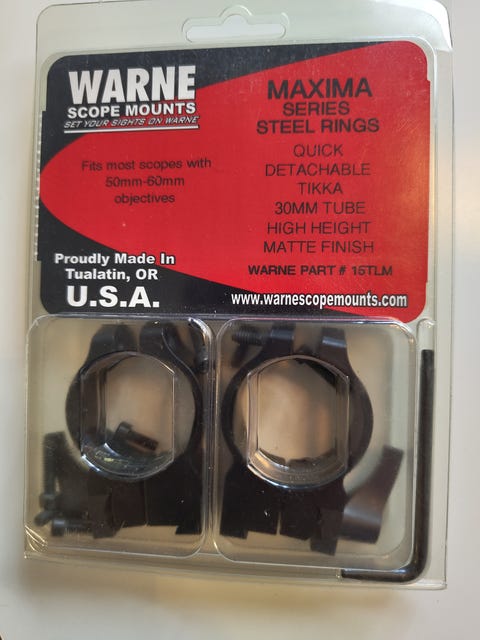 WARNE
SCOPE MOUNTS
SET YOUR SIGHTS ON WARNE
Fits most scopes with
50mm-60mm
objectives
Proudly Made In
Tualatin, OR
U.S.A.
MAXIMA
SERIES
STEEL RINGS
QUICK
DETACHABLE
TIKKA
30MM TUBE
HIGH HEIGHT
MATTE FINISH
WARNE PART # 15TLM
www.warnescopemounts.com